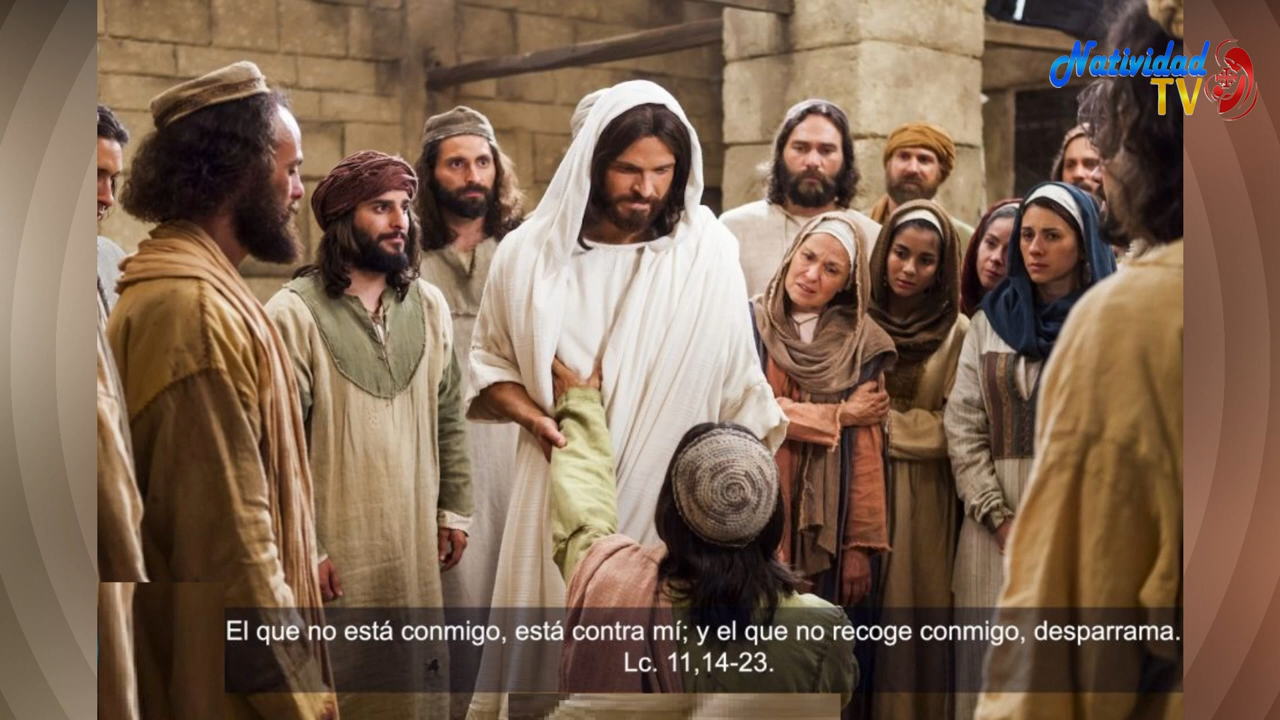 Natividad
TV
El que no está conmigo, está contra mí; y el que no recoge conmigo, desparrama.
Lc. 11,14-23.